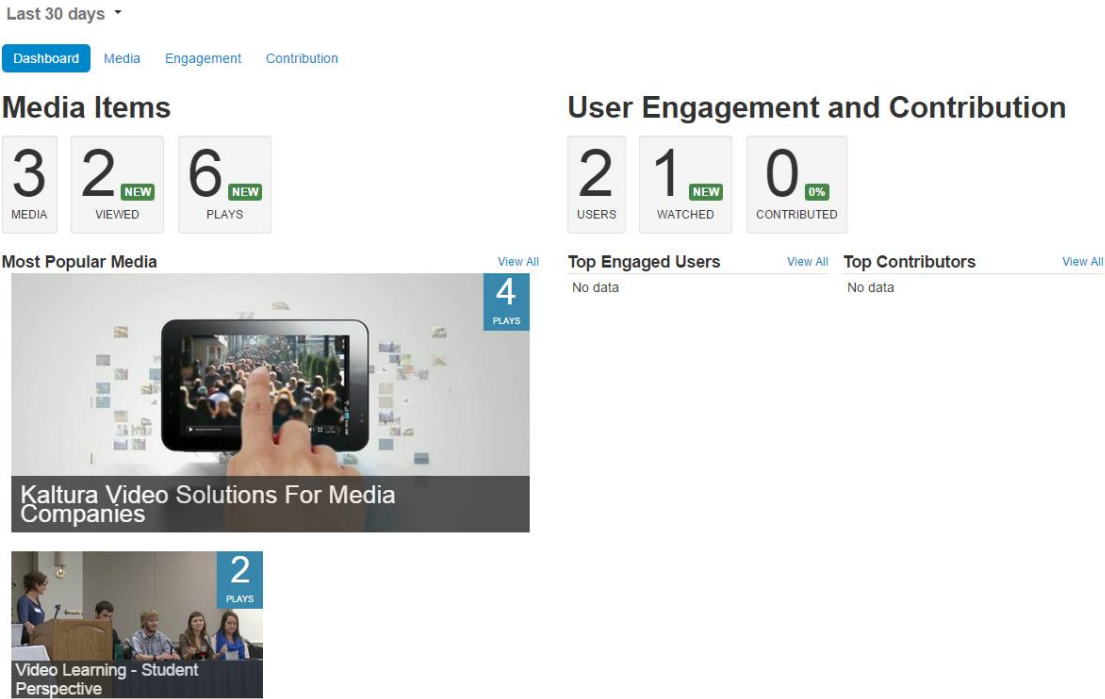 Last 30 days
Dashboard Media Engagement Contribution
Media Items
3
MEDIA
2 NEW
VIEWED
6 NEW
PLAYS
Most Popular Media View All
4
PLAYS
Kaltura Video Solutions For Media
Companies
2
PLAYS
Video Learning - Student
Perspective
User Engagement and Contribution
2
USERS
1 NEW
WATCHED
0 0%
CONTRIBUTED
Top Engaged Users View All
No data
Top Contributors View All
No data